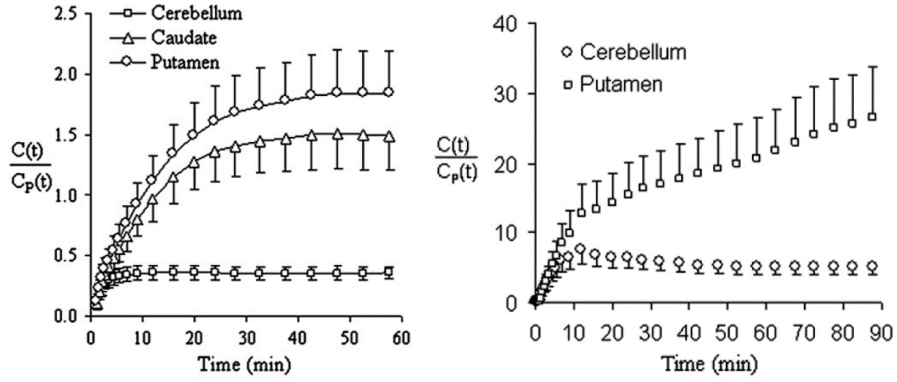 2.5
2.0
1.5
1.0
0.5
0.0
C(t)
C_P(t)
Cerebellum
Caudate
Putamen
0 10 20 30 40 50 60
Time (min)
40
30
20
10
0
C(t)
C_P(t)
Cerebellum
Putamen
0 10 20 30 40 50 60 70 80 90
Time (min)